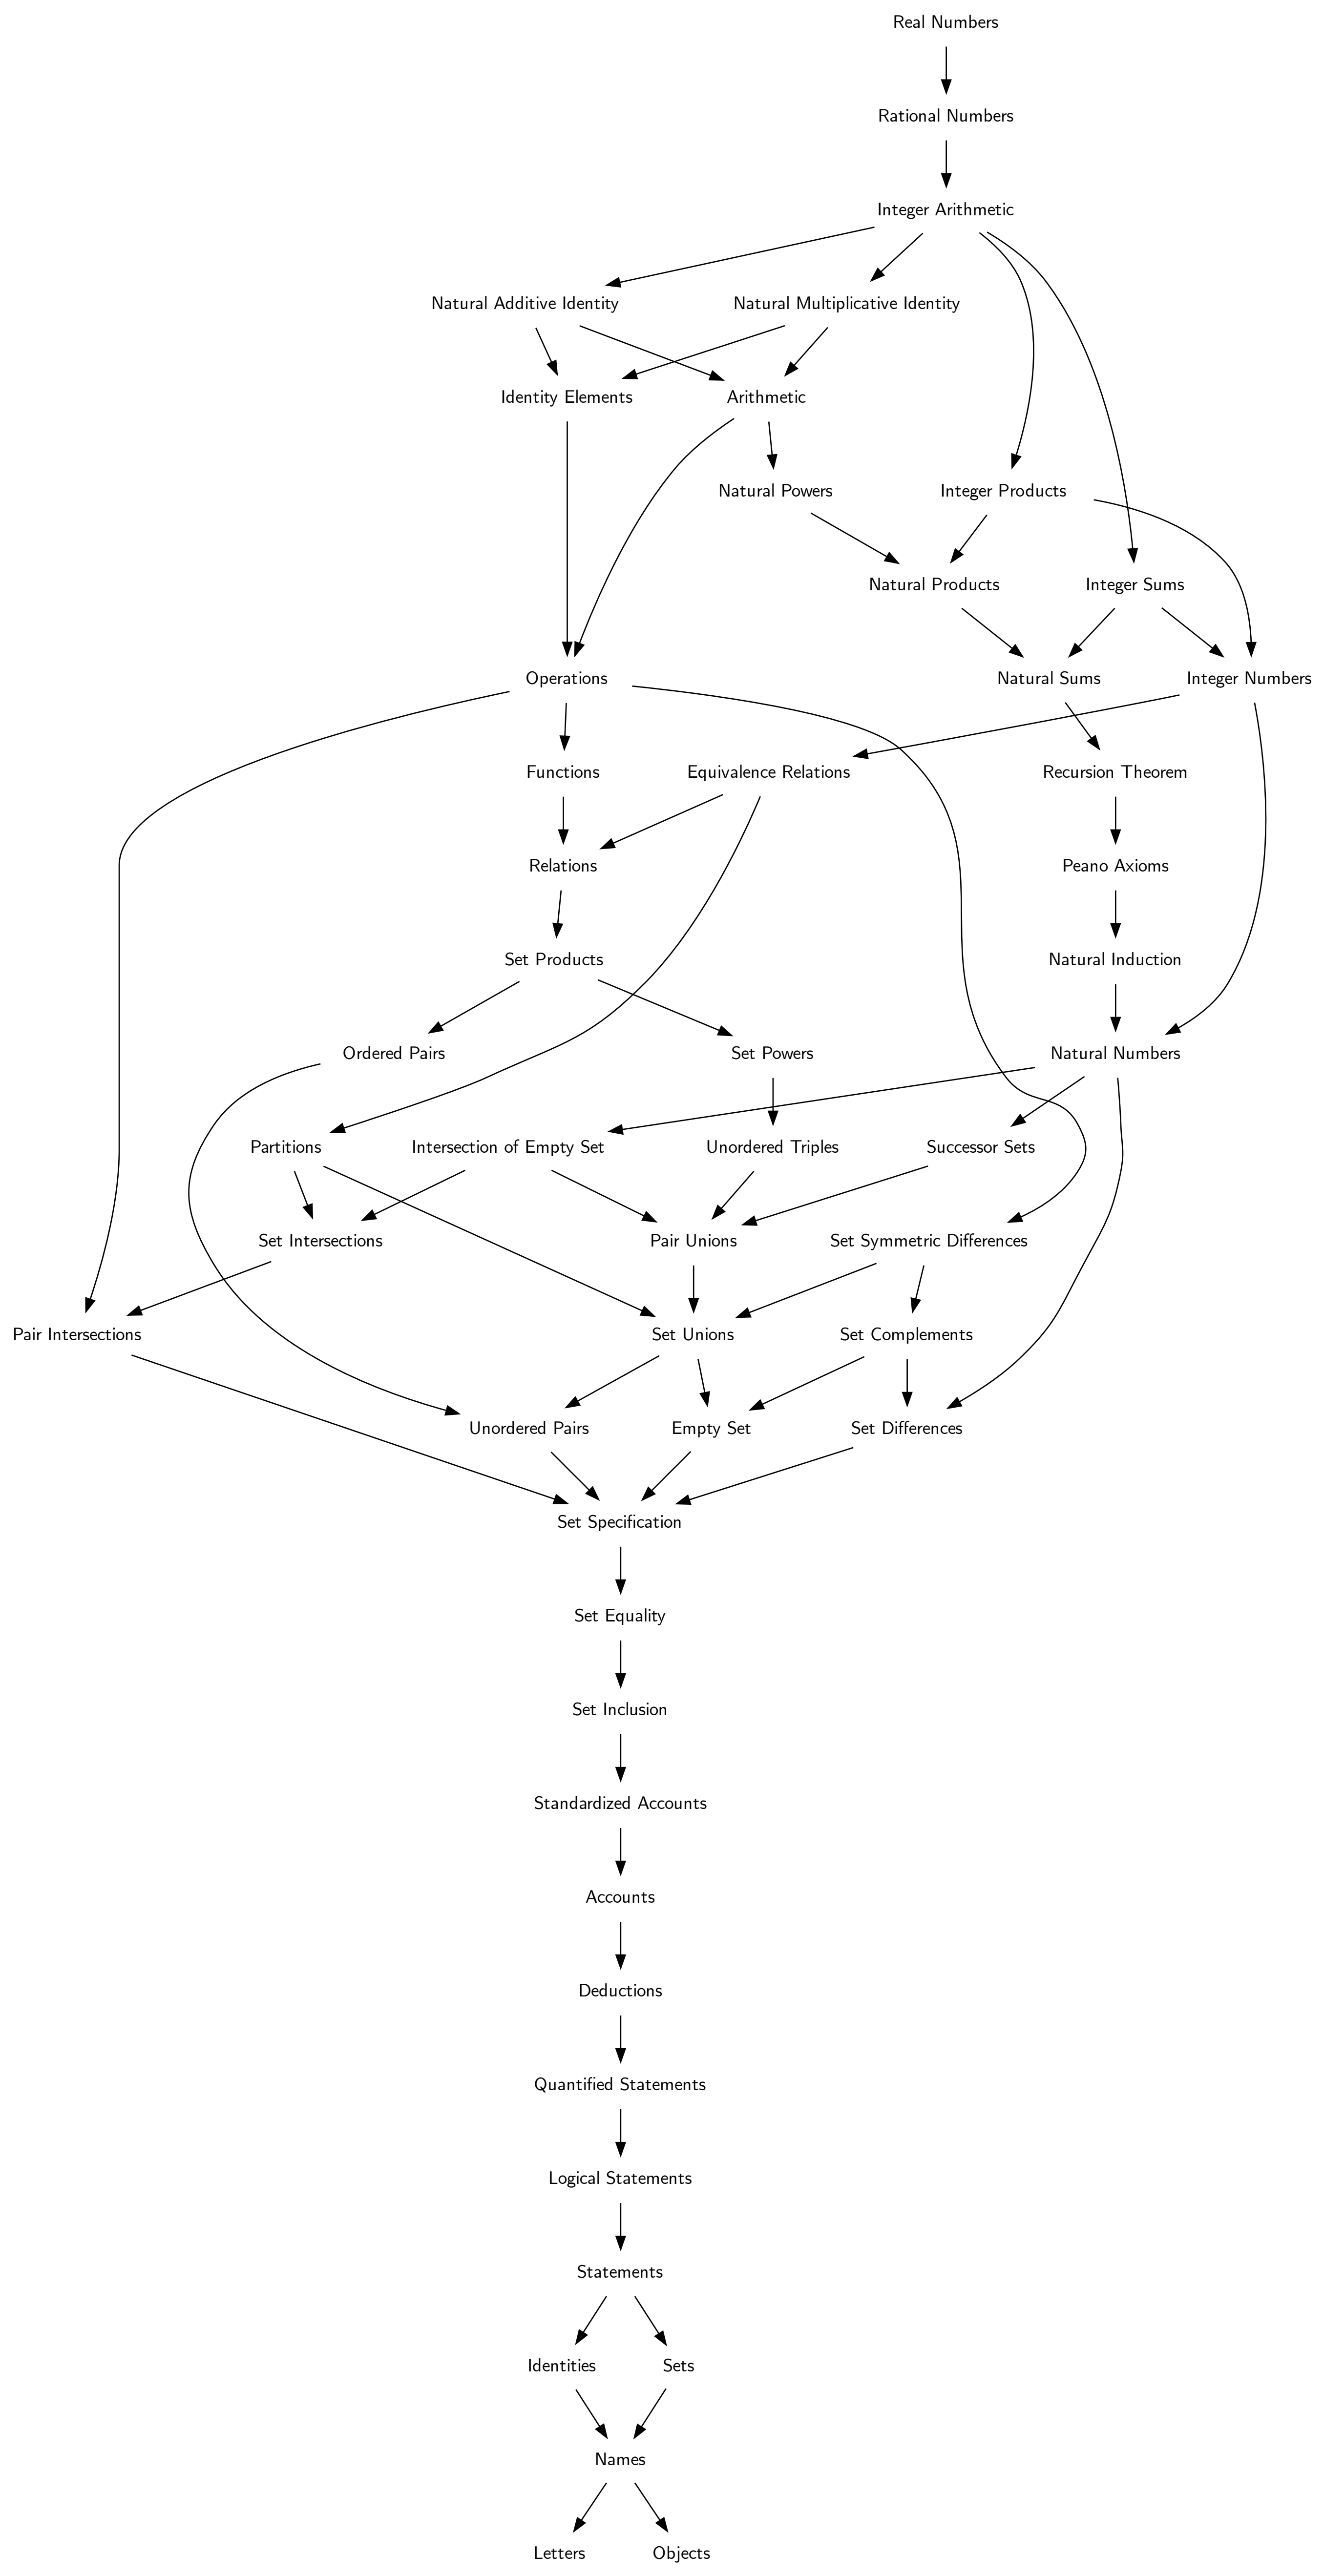 Real Numbers
Rational Numbers
Integer Arithmetic
Natural Additive Identity
Natural Multiplicative Identity
Identity Elements
Arithmetic
Natural Powers
Integer Products
Natural Products
Integer Sums
Operations
Natural Sums
Integer Numbers
Functions
Equivalence Relations
Recursion Theorem
Relations
Peano Axioms
Set Products
Natural Induction
Ordered Pairs
Set Powers
Natural Numbers
Partitions
Intersection of Empty Set
Unordered Triples
Successor Sets
Set Intersections
Pair Unions
Set Symmetric Differences
Pair Intersections
Set Unions
Set Complements
Unordered Pairs
Empty Set
Set Differences
Set Specification
Set Equality
Set Inclusion
Standardized Accounts
Accounts
Deductions
Quantified Statements
Logical Statements
Statements
Identities
Sets
Names
Letters
Objects